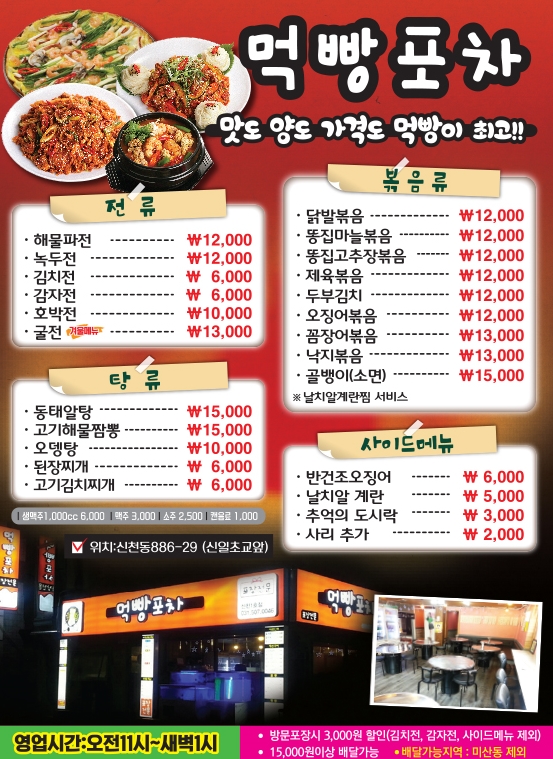 먹빵포차
맛도 양도 가격도 먹빵이 최고!!
전 류
· 해물파전 ₩12,000
· 녹두전 ₩12,000
· 김치전 ₩ 6,000
· 감자전 ₩ 6,000
· 호박전 ₩10,000
· 굴전 겨울메뉴 ₩13,000
탕 류
· 동태알탕 ₩15,000
· 고기해물짬뽕 ₩15,000
· 오뎅탕 ₩10,000
· 된장찌개 ₩ 6,000
· 고기김치찌개 ₩ 6,000
| 생맥주1,000cc 6.000 | 맥주 3,000 | 소주 2.500 | 캔음료 1.000
볶 음 류
· 닭발볶음 ₩12,000
· 똥집마늘볶음 ₩12,000
· 똥집고추장볶음 ₩12,000
· 제육볶음 ₩12,000
· 두부김치 ₩12,000
· 오징어볶음 ₩12,000
· 꼼장어볶음 ₩13,000
· 낙지볶음 ₩13,000
· 골뱅이(소면) ₩15,000
※ 날치알계란찜 서비스
사이드메뉴
· 반건조오징어 ₩ 6,000
· 날치알 계란 ₩ 5,000
· 추억의 도시락 ₩ 3,000
· 사리 추가 ₩ 2,000
위치:신천동886-29 (신일초교앞)
먹빵포차
먹빵포차
영업시간:오전11시~새벽1시
• 방문포장시 3,000원 할인(김치전, 감자전, 사이드메뉴 제외)
• 15,000원이상 배달가능 • 배달가능지역 : 미산동 제외